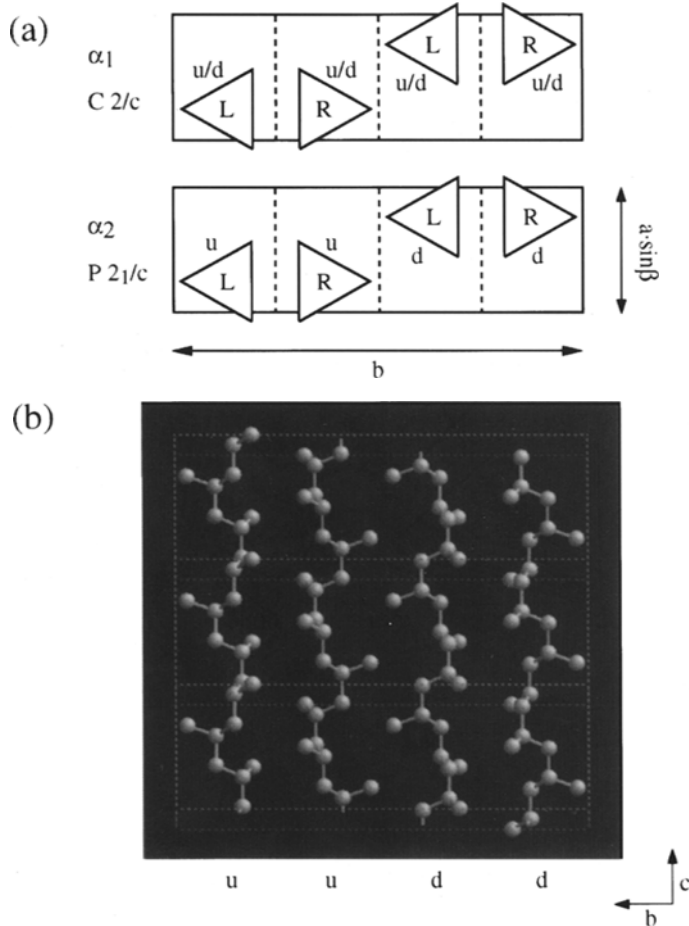 (a)
α1
C 2/c
u/d u/d L R
L R u/d u/d
α2
P 21/c
u u L R
L R d d
a·sinβ
b
(b)
u u d d
c
b